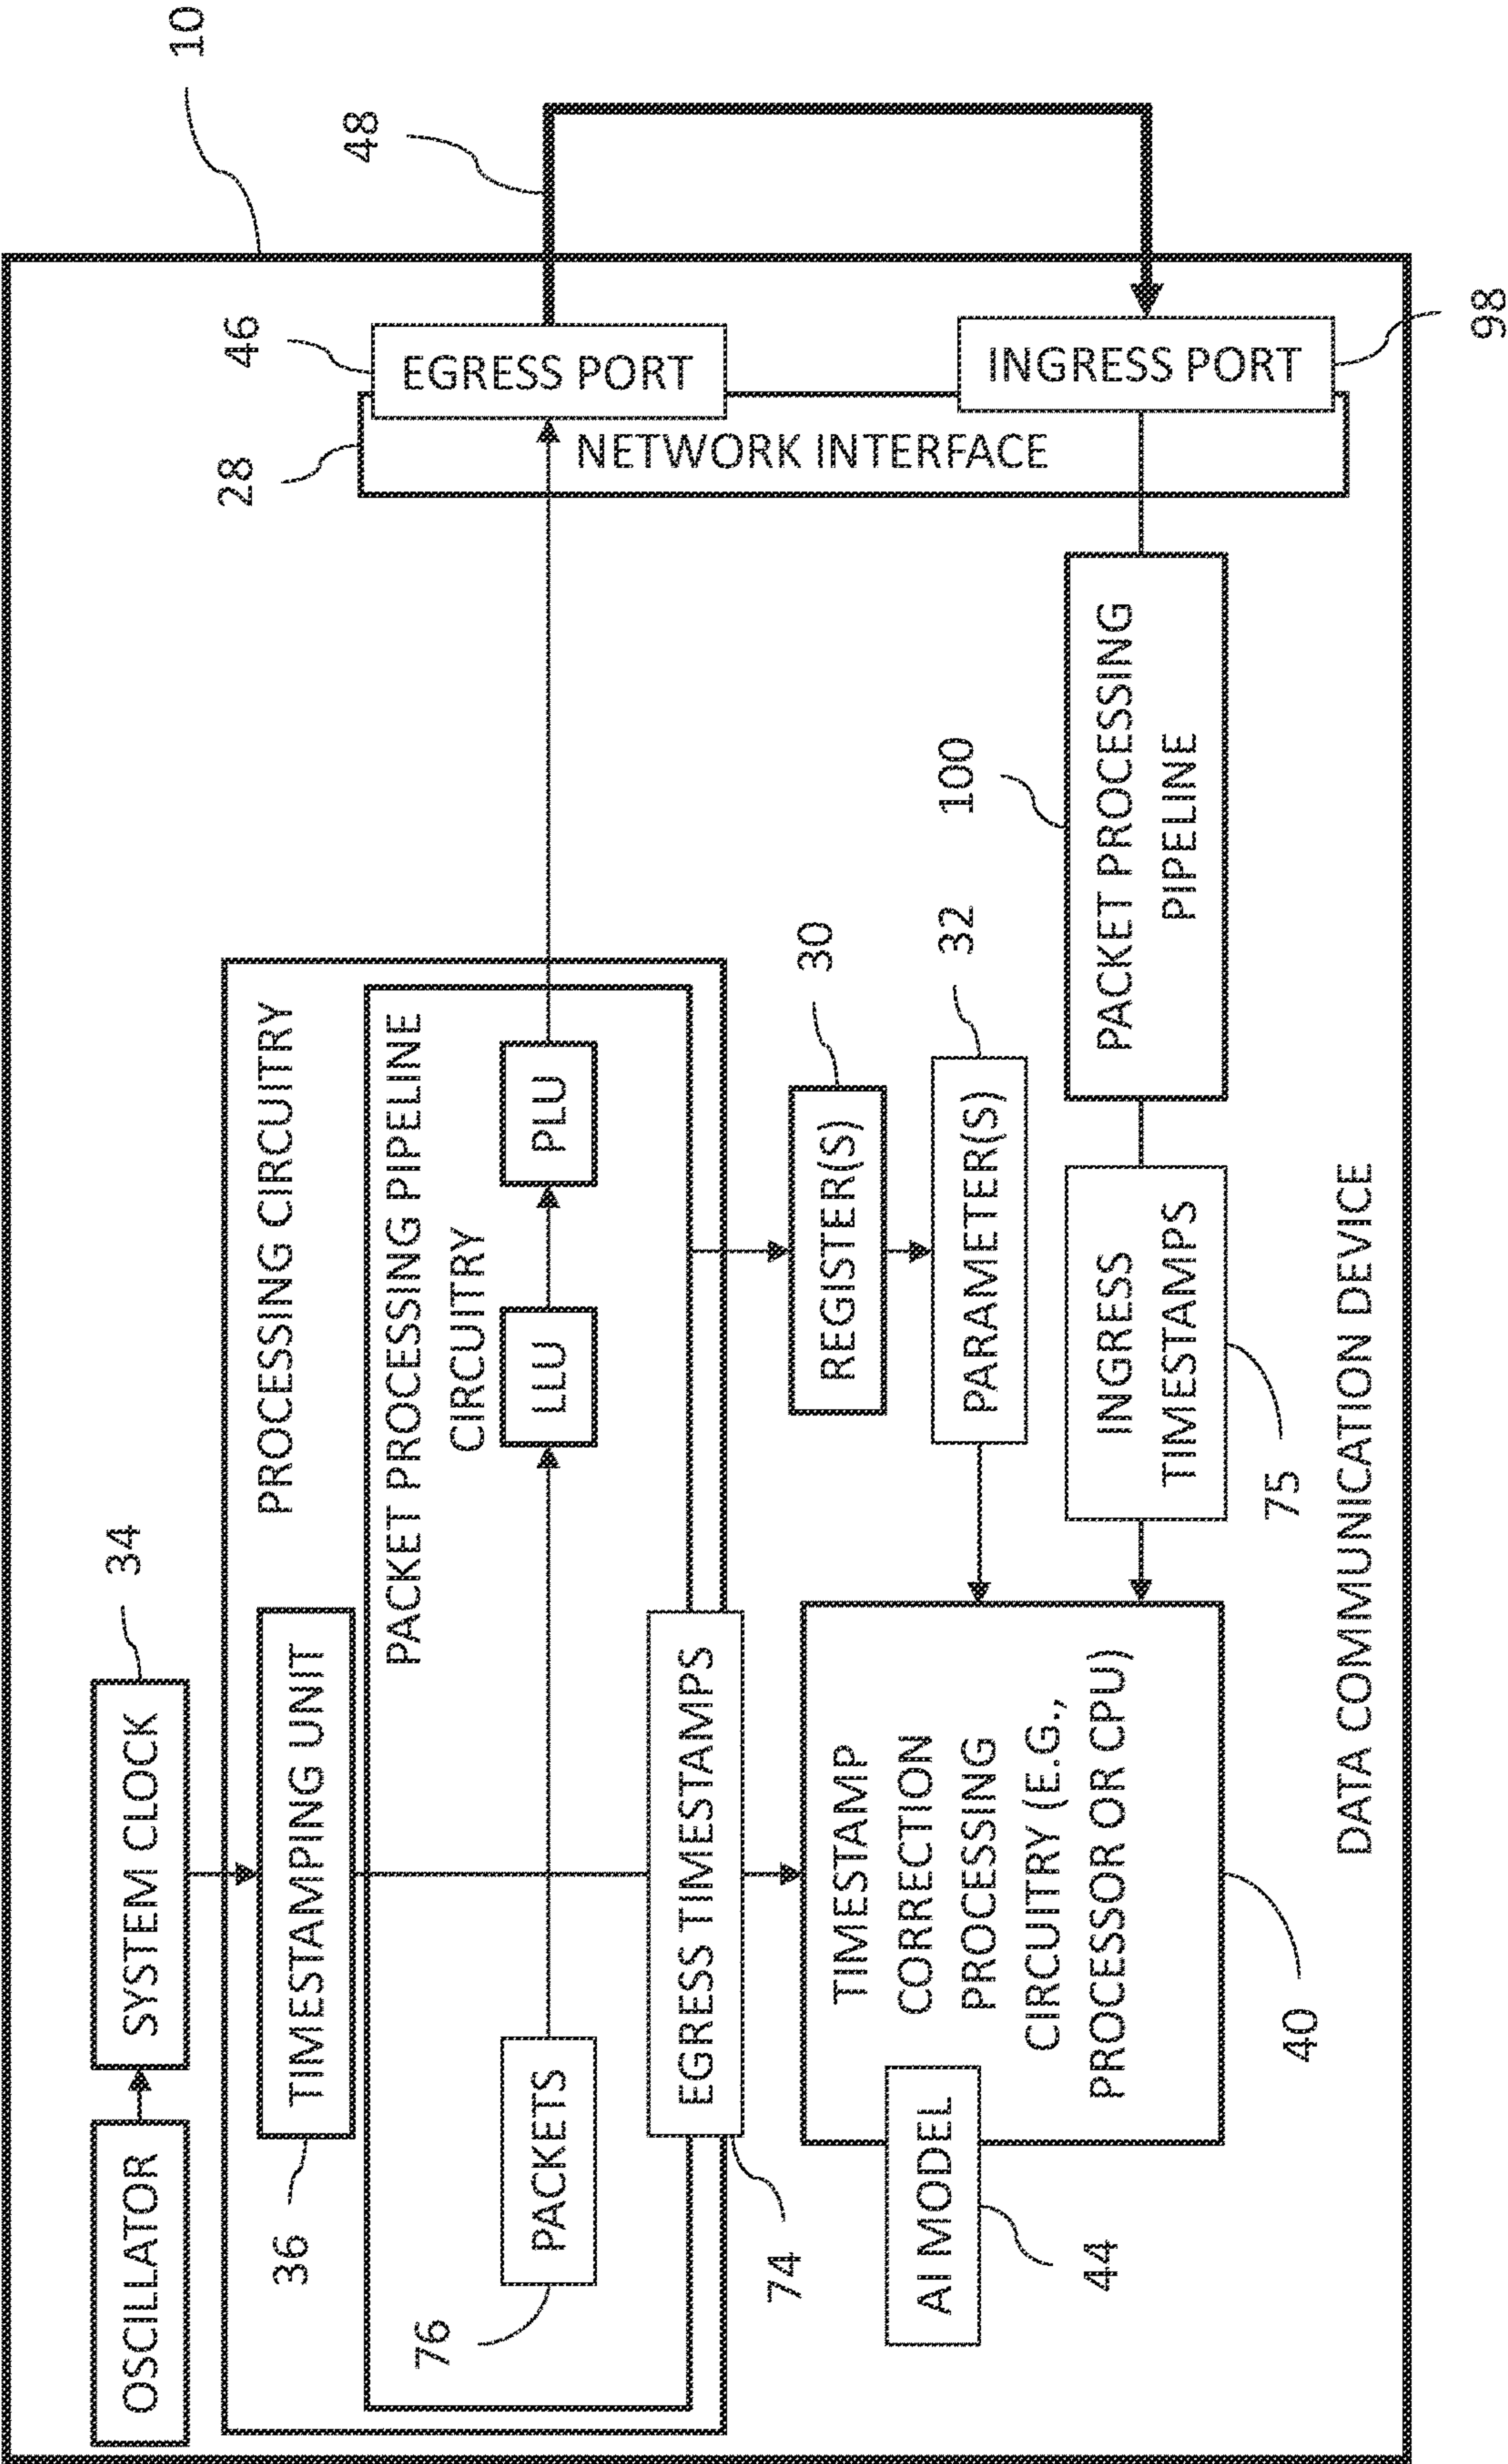 10
48
OSCILLATOR
SYSTEM CLOCK
34
PROCESSING CIRCUITRY
TIMESTAMPING UNIT
36
PACKET PROCESSING PIPELINE
CIRCUITRY
76
PACKETS
LLU
PLU
46
EGRESS PORT
28
NETWORK INTERFACE
INGRESS PORT
98
EGRESS TIMESTAMPS
74
REGISTER(S)
30
PARAMETER(S)
32
AI MODEL
44
TIMESTAMP
CORRECTION
PROCESSING
CIRCUITRY (E.G.,
PROCESSOR OR CPU)
40
INGRESS
TIMESTAMPS
75
100
PACKET PROCESSING
PIPELINE
DATA COMMUNICATION DEVICE